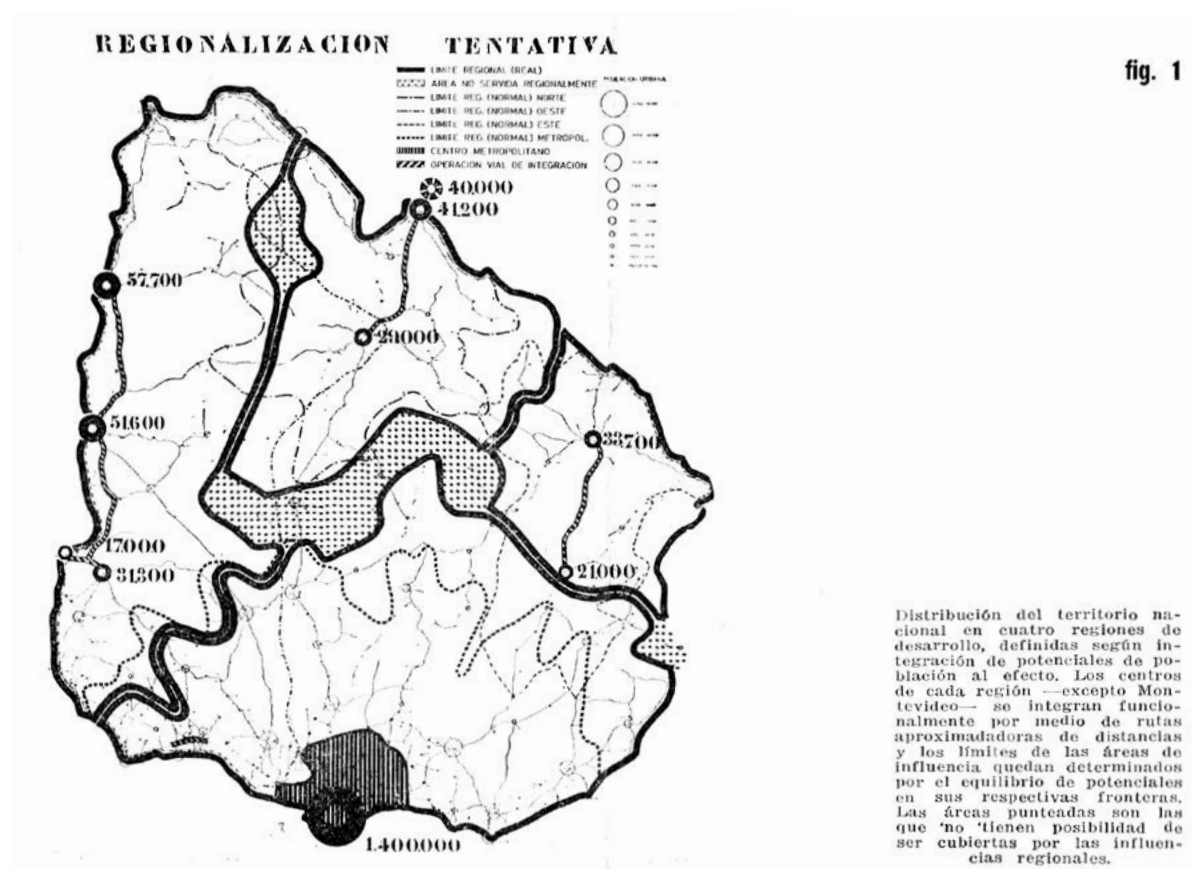 REGIONALIZACION TENTATIVA
fig. 1
LIMITE REGIONAL (REAL)
AREA NO SERVIDA REGIONALMENTE
LIMITE REG. (NORMAL) NORTE
LIMITE REG. (NORMAL) OESTE
LIMITE REG. (NORMAL) ESTE
LIMITE REG. (NORMAL) METROPOL.
CENTRO METROPOLITANO
OPERACION VIAL DE INTEGRACION
POBLACION URBANA
40.000
41.200
57.700
29.000
51.600
33.700
17.000
31.300
21.000
1.400.000
Distribución del territorio na-
cional en cuatro regiones de
desarrollo, definidas según in-
tegración de potenciales de po-
blación al efecto. Los centros
de cada región —excepto Mon-
tevideo— se integran funcio-
nalmente por medio de rutas
aproximadadoras de distancias
y los límites de las áreas de
influencia quedan determinados
por el equilibrio de potenciales
en sus respectivas fronteras.
Las áreas punteadas son las
que 'no 'tienen posibilidad de
ser cubiertas por las influen-
cias regionales.